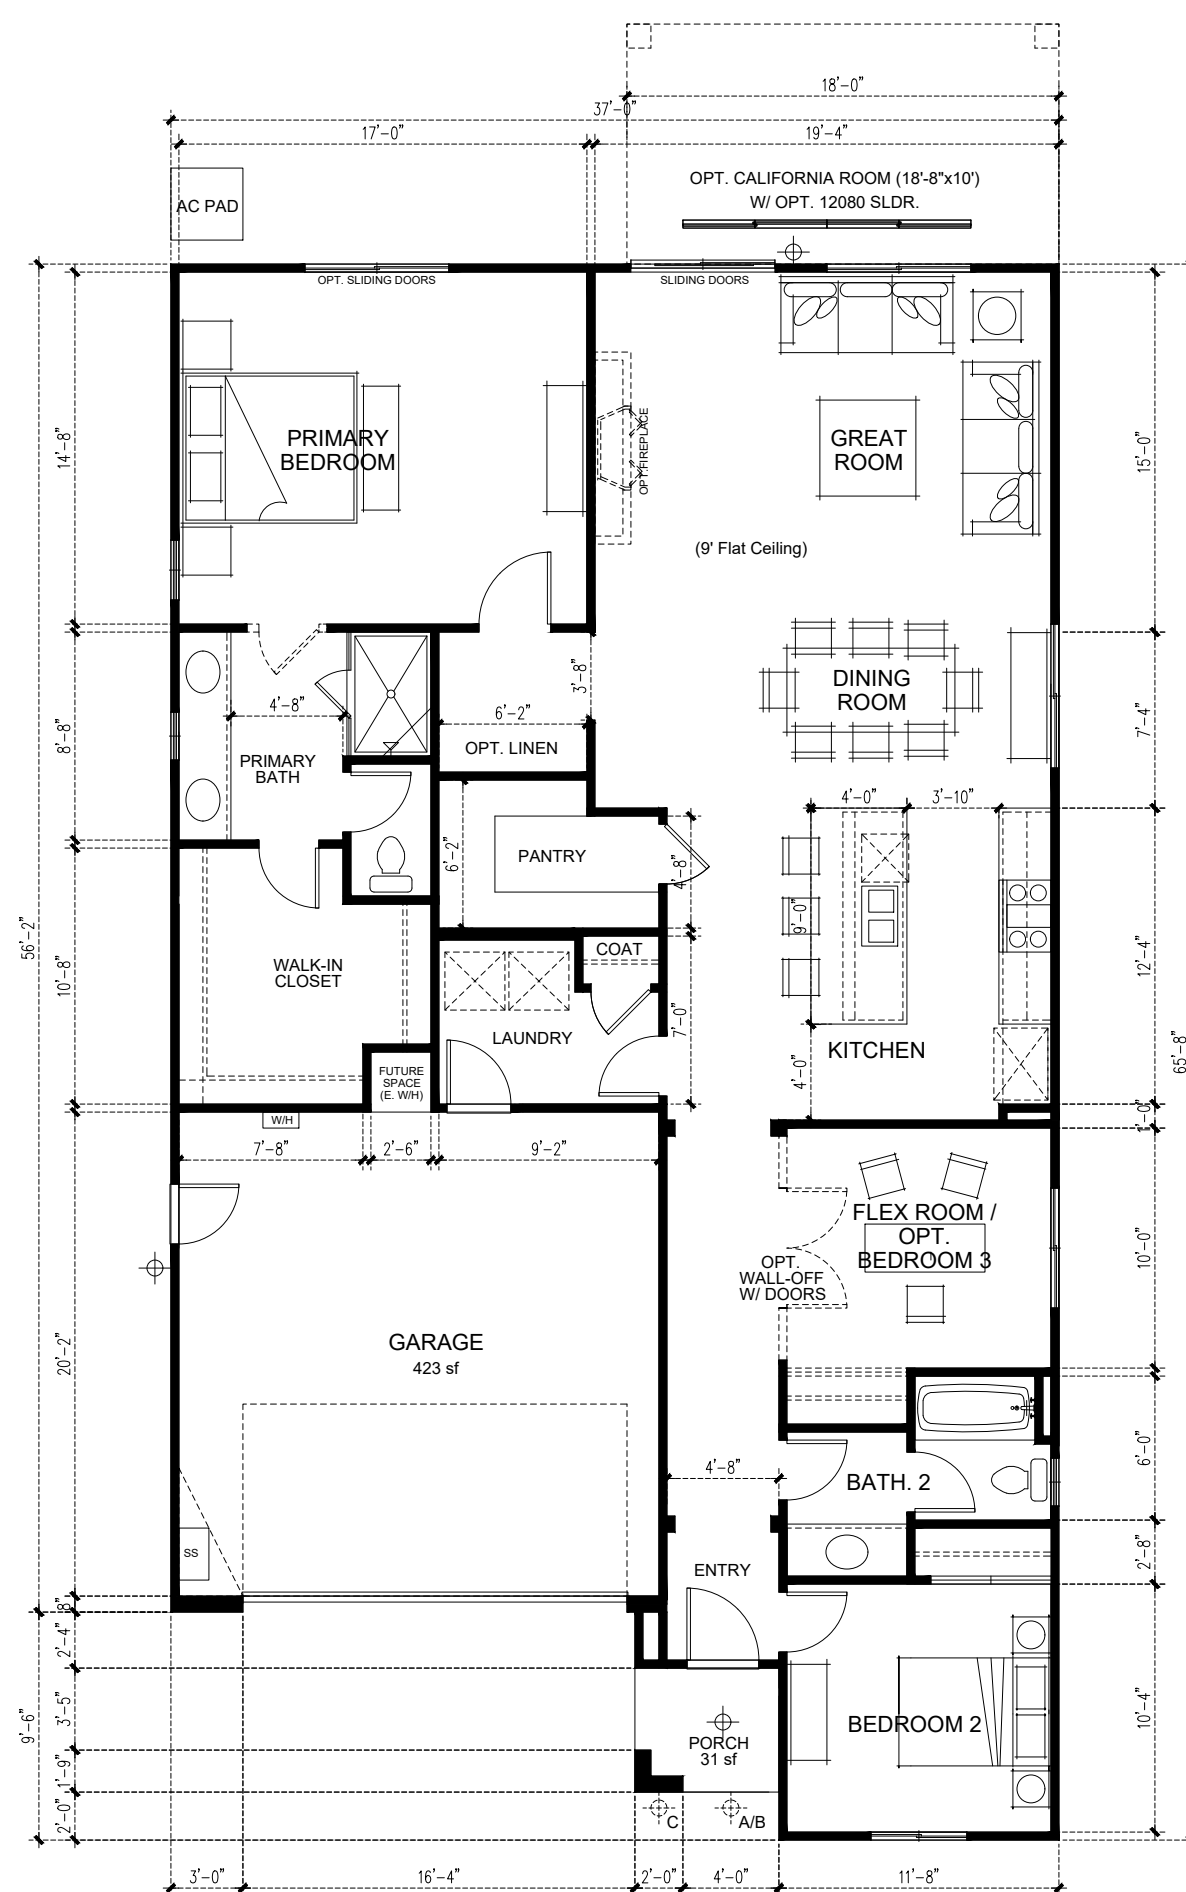 18'-0"
37'-0"
17'-0"
19'-4"
OPT. CALIFORNIA ROOM (18'-8"x10')
W/ OPT. 12080 SLDR.
AC PAD
OPT. SLIDING DOORS
SLIDING DOORS
14'-8"
PRIMARY
BEDROOM
OPT.FIREPLACE
GREAT
ROOM
15'-0"
(9' Flat Ceiling)
3'-8"
DINING
ROOM
7'-4"
8'-8"
4'-8"
6'-2"
OPT. LINEN
PRIMARY
BATH
4'-0"
3'-10"
6'-2"
PANTRY
4'-8"
9'-0"
56'-2"
10'-8"
WALK-IN
CLOSET
COAT
12'-4"
7'-0"
LAUNDRY
KITCHEN
4'-0"
65'-8"
FUTURE
SPACE
(E. W/H)
W/H
7'-8"
2'-6"
9'-2"
FLEX ROOM /
OPT.
BEDROOM 3
10'-0"
OPT.
WALL-OFF
W/ DOORS
20'-2"
GARAGE
423 sf
6'-0"
4'-8"
BATH. 2
SS
2'-8"
ENTRY
8"
2'-4"
3'-5"
9'-6"
1'-9"
2'-0"
PORCH
31 sf
BEDROOM 2
10'-4"
C
A/B
3'-0"
16'-4"
2'-0"
4'-0"
11'-8"